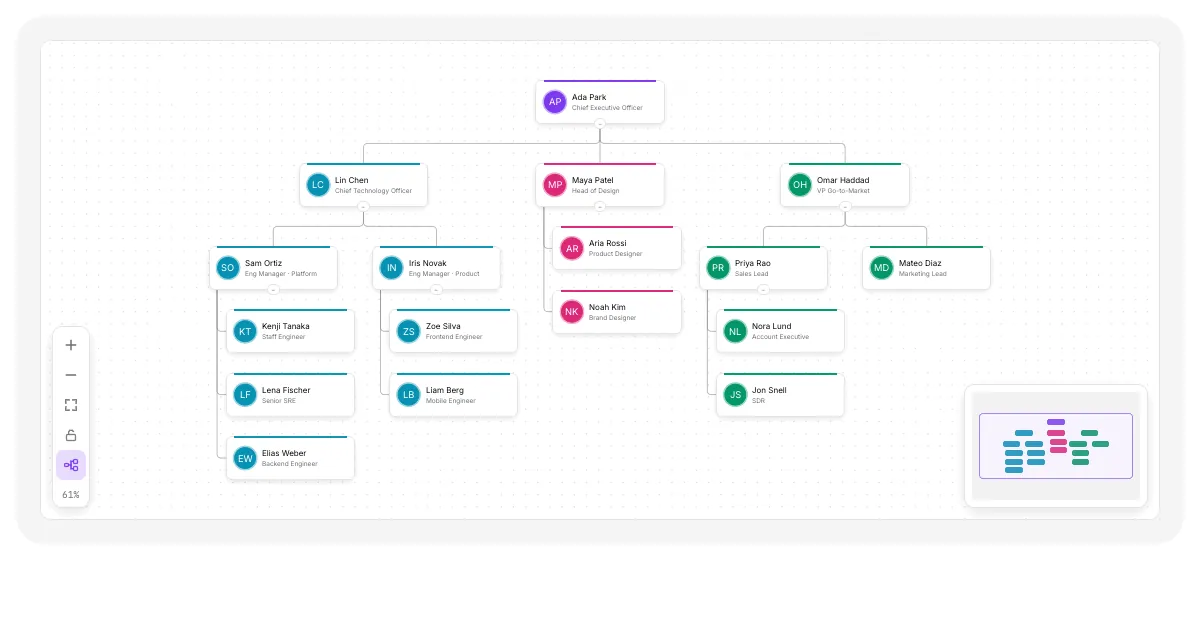 AP
Ada Park
Chief Executive Officer
LC
Lin Chen
Chief Technology Officer
MP
Maya Patel
Head of Design
OH
Omar Haddad
VP Go-to-Market
SO
Sam Ortiz
Eng Manager · Platform
IN
Iris Novak
Eng Manager · Product
AR
Aria Rossi
Product Designer
PR
Priya Rao
Sales Lead
MD
Mateo Diaz
Marketing Lead
NK
Noah Kim
Brand Designer
KT
Kenji Tanaka
Staff Engineer
ZS
Zoe Silva
Frontend Engineer
NL
Nora Lund
Account Executive
LF
Lena Fischer
Senior SRE
LB
Liam Berg
Mobile Engineer
JS
Jon Snell
SDR
EW
Elias Weber
Backend Engineer
61%